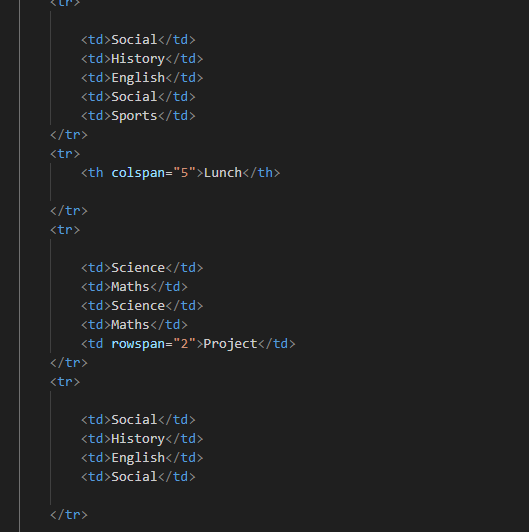 <tr>
<td>Social</td>
<td>History</td>
<td>English</td>
<td>Social</td>
<td>Sports</td>
</tr>
<tr>
<th colspan="5">Lunch</th>
</tr>
<tr>
<td>Science</td>
<td>Maths</td>
<td>Science</td>
<td>Maths</td>
<td rowspan="2">Project</td>
</tr>
<tr>
<td>Social</td>
<td>History</td>
<td>English</td>
<td>Social</td>
</tr>